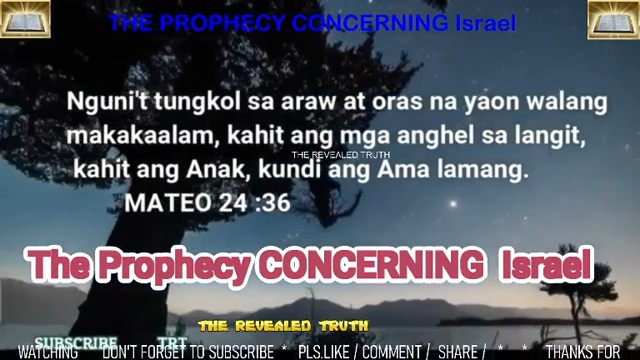 THE PROPHECY CONCERNING Israel
Nguni't tungkol sa araw at oras na yaon walang
makakaalam, kahit ang mga anghel sa langit,
THE REVEALED TRUTH
kahit ang Anak, kundi ang Ama lamang.
MATEO 24 :36
The Prophecy CONCERNING Israel
THE REVEALED TRUTH
SUBSCRIBE TRT
WATCHING DON'T FORGET TO SUBSCRIBE * PLS.LIKE / COMMENT / SHARE / * * THANKS FOR